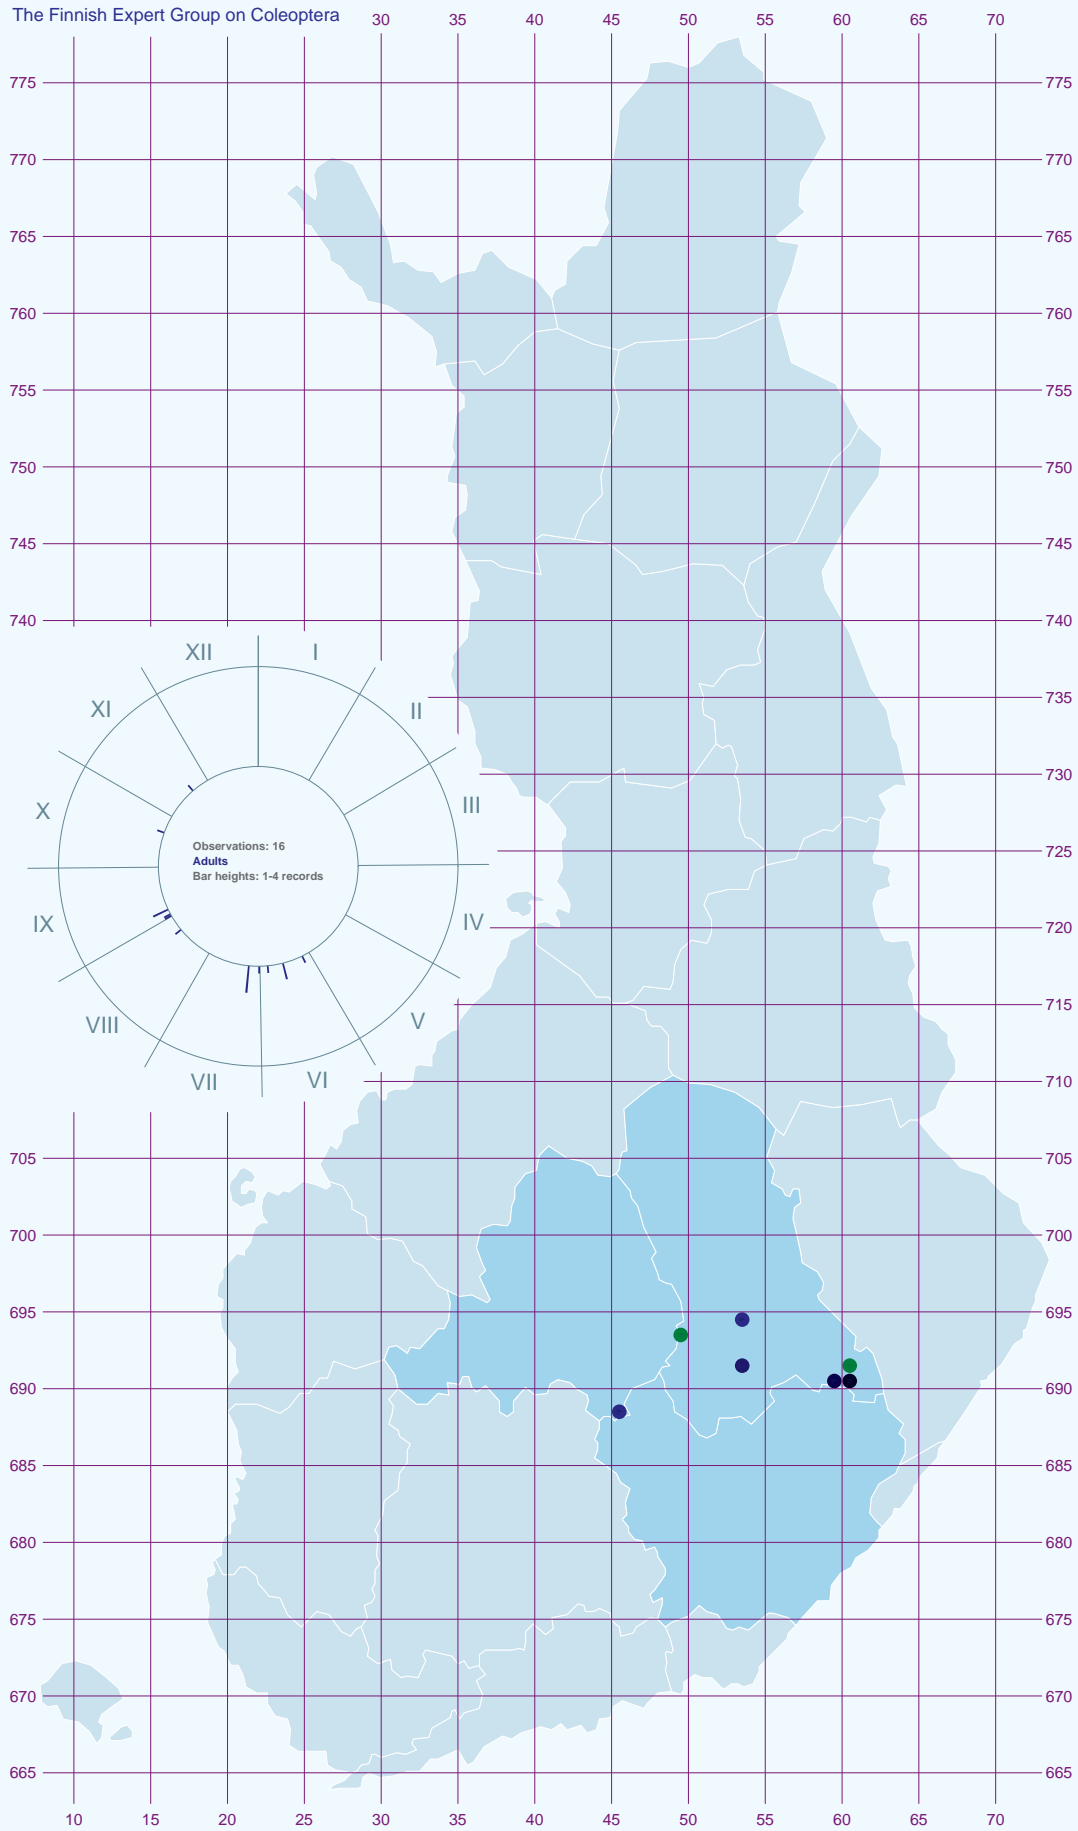 The Finnish Expert Group on Coleoptera
30 35 40 45 50 55 60 65 70
775 775
770 770
765 765
760 760
755 755
750 750
745 745
740 740
735
730
725
720
715
710
705 705
700 700
695 695
690 690
685 685
680 680
675 675
670 670
665 665
XII I
XI II
X III
IX IV
VIII V
VII VI
Observations: 16
Adults
Bar heights: 1-4 records
10 15 20 25 30 35 40 45 50 55 60 65 70